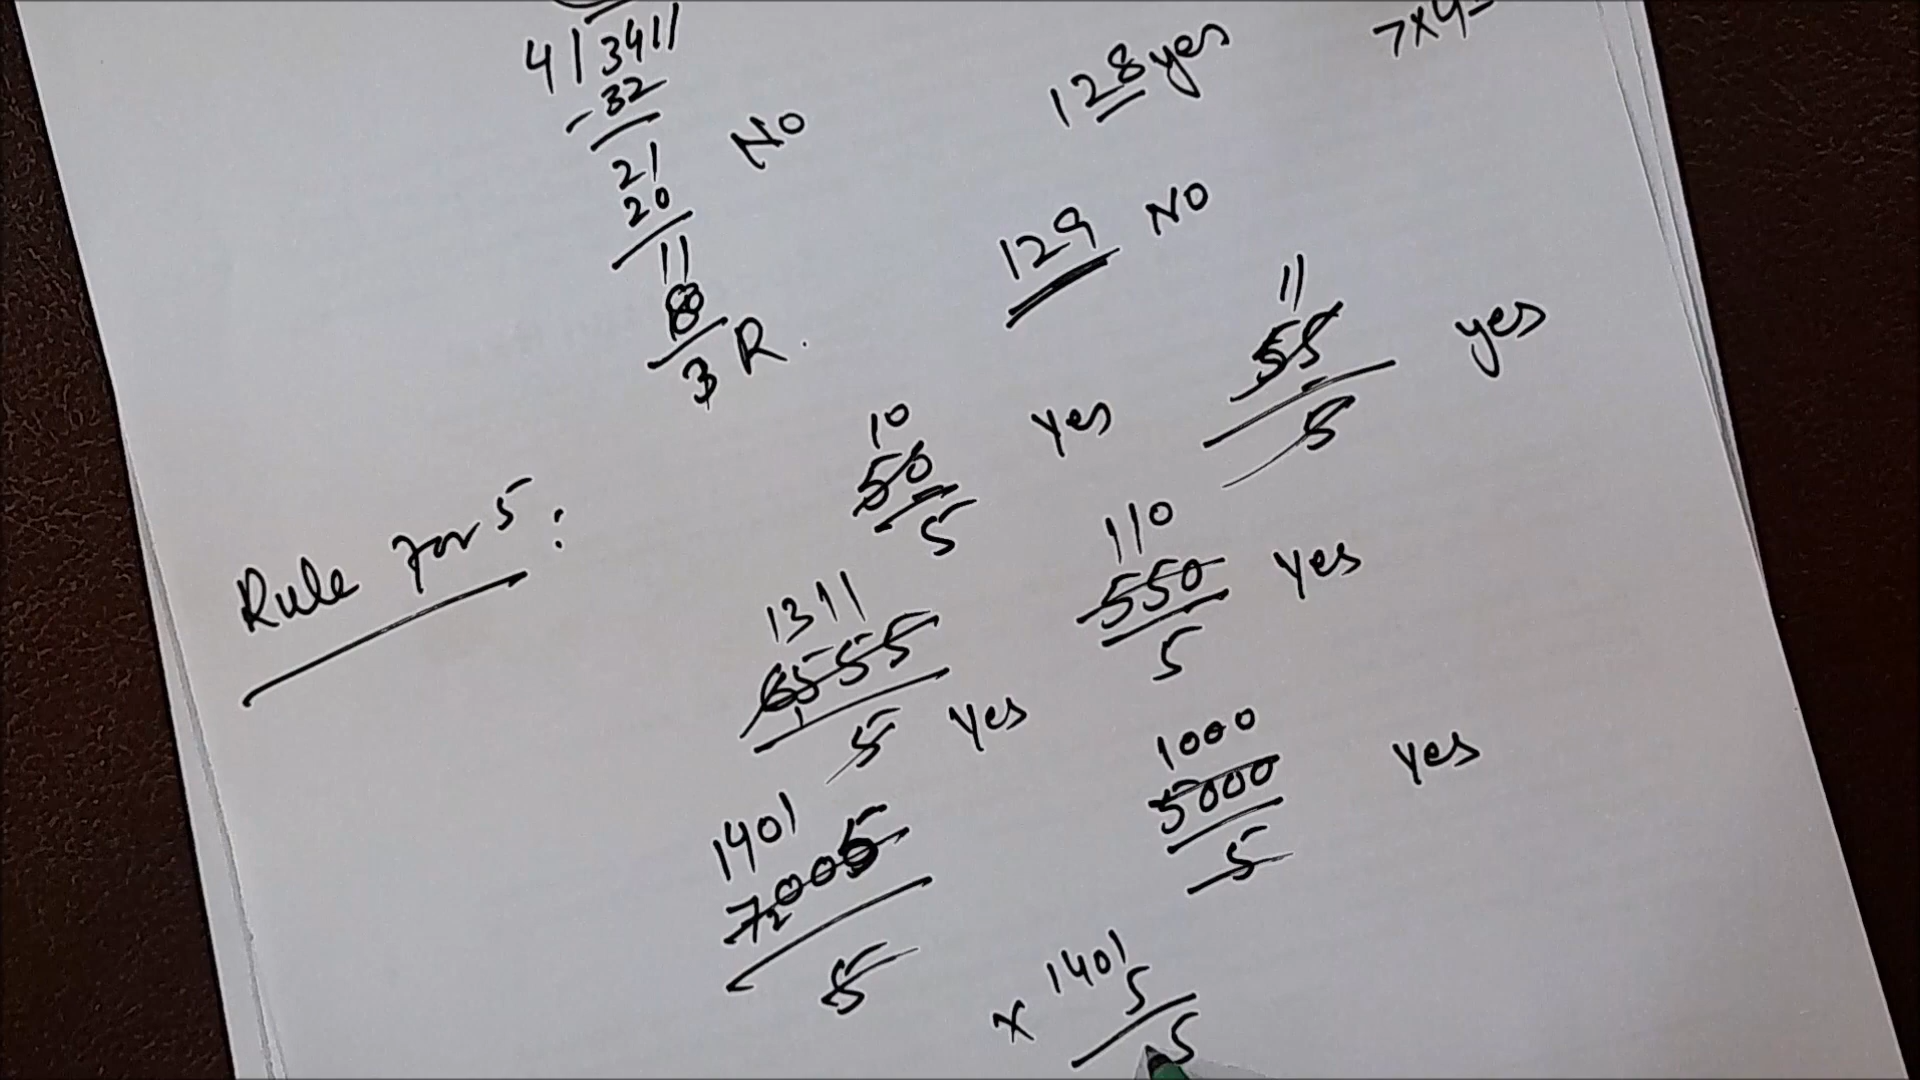 4 | 3411
- 32
21
20
11
8
3 R.
No
128 yes
7x4=
129 NO
11
55
5
yes
10
50
5
yes
Rule for 5 :
1311
6555
5
yes
110
550
5
yes
1401
7005
5
1000
5000
5
yes
1401
x 5
5